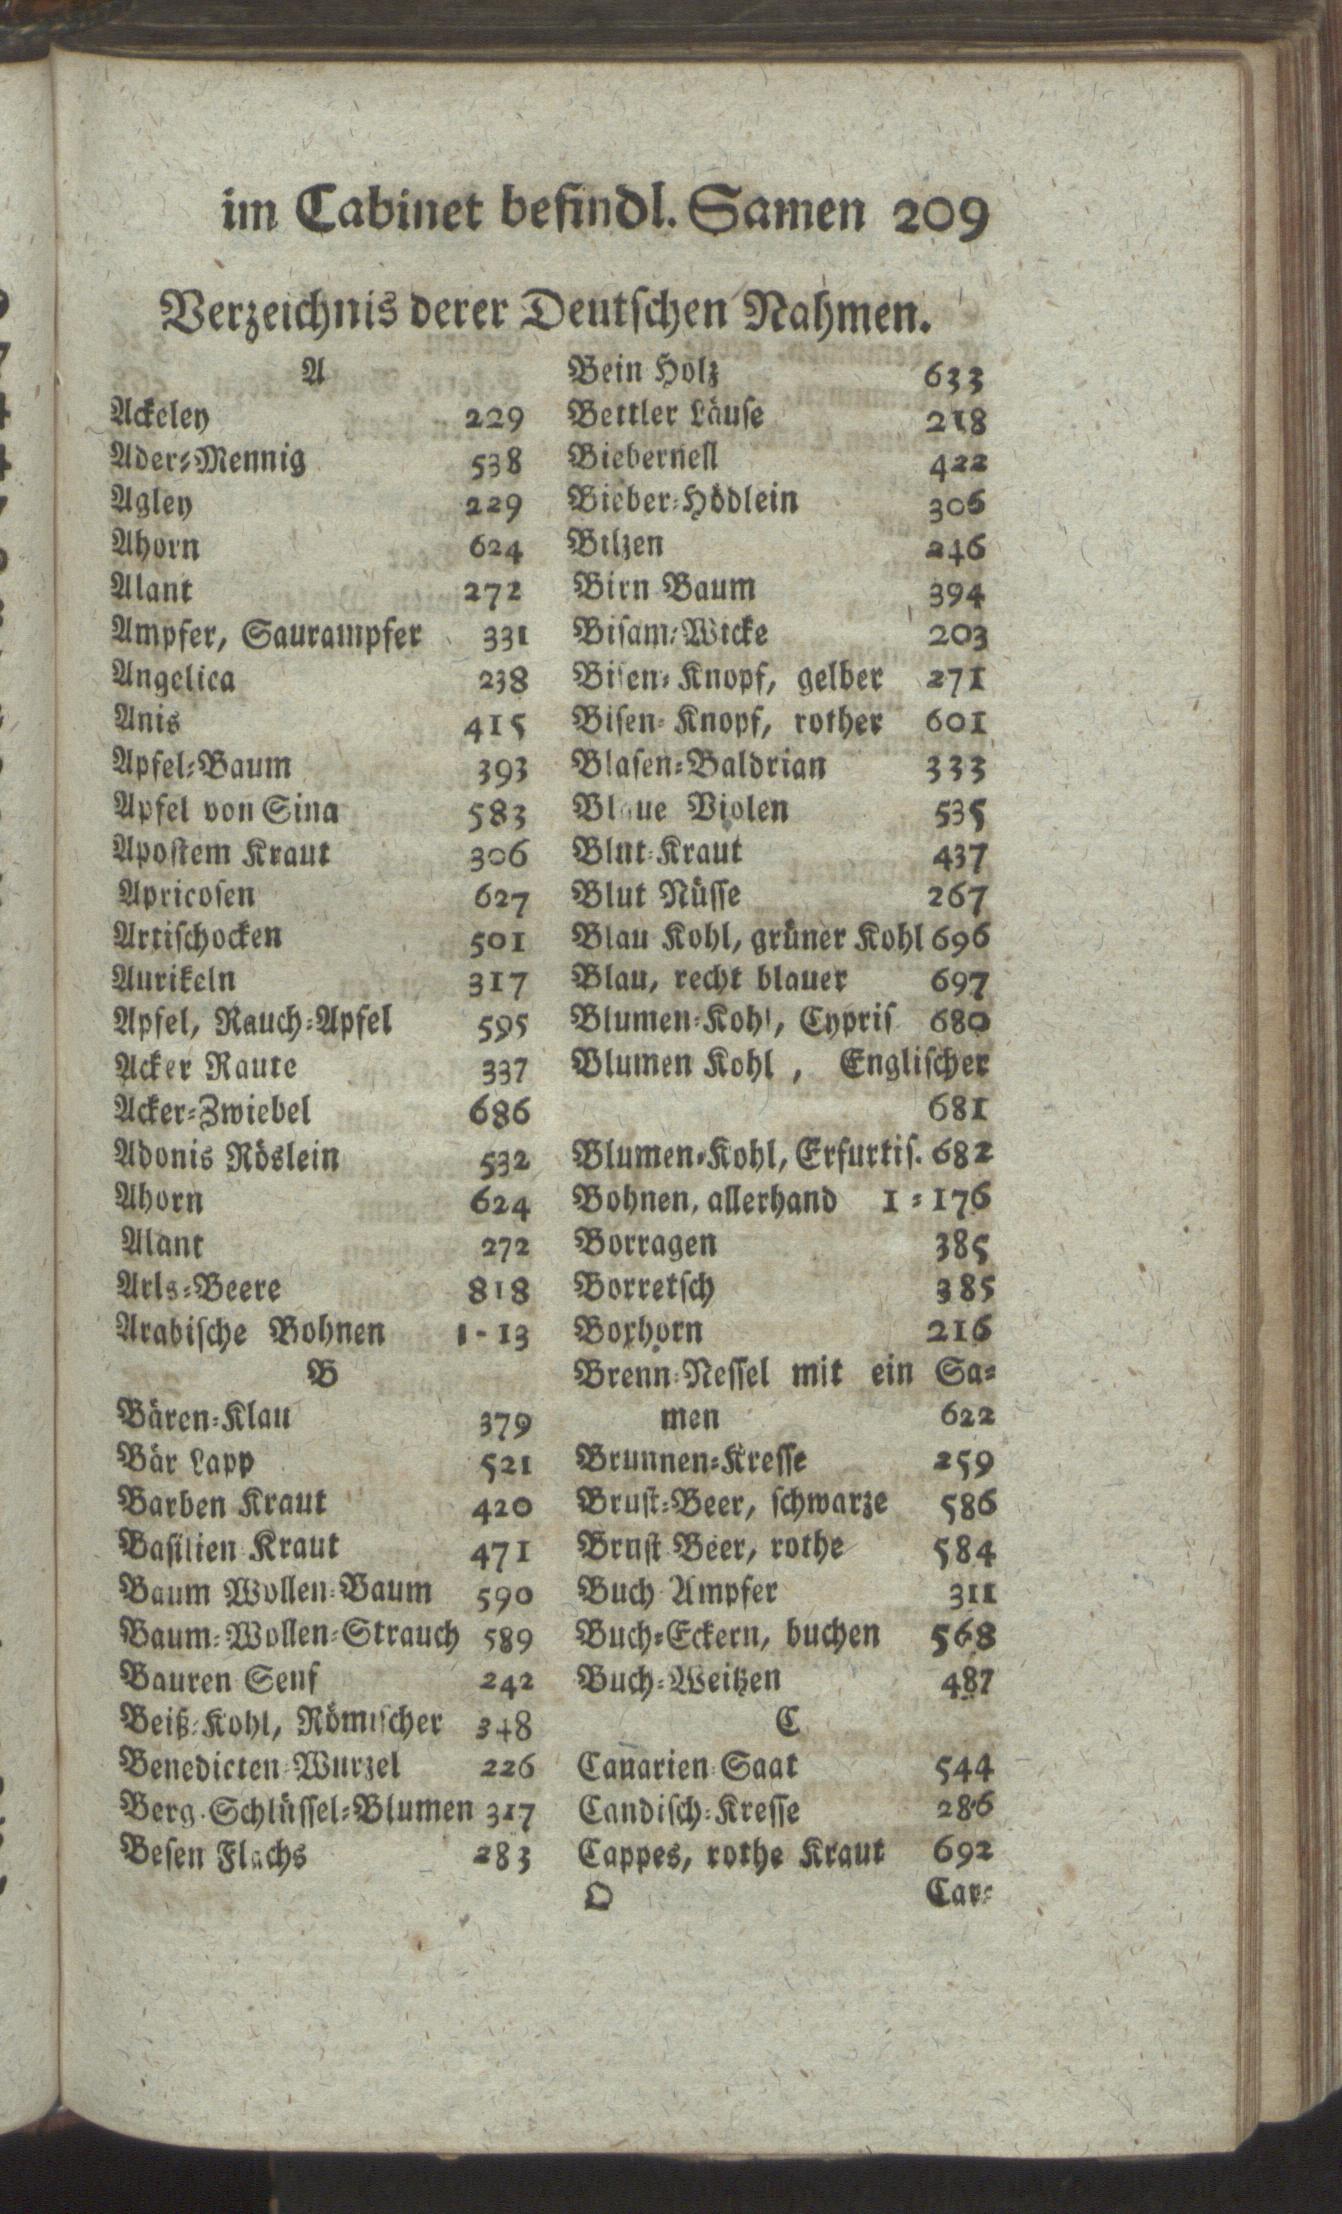 im Cabinet befindl. Samen 209
Verzeichnis derer Deutschen Nahmen.
A
Ackeley 229
Ader-Mennig 538
Agley 229
Ahorn 624
Alant 272
Ampfer, Saurampfer 331
Angelica 238
Anis 415
Apfel-Baum 393
Apfel von Sina 583
Apostem Kraut 306
Apricosen 627
Artischocken 501
Aurikeln 317
Apfel, Rauch-Apfel 595
Acker Raute 337
Acker-Zwiebel 686
Adonis Röslein 532
Ahorn 624
Alant 272
Arls-Beere 818
Arabische Bohnen 1-13
B
Bären-Klau 379
Bär Lapp 521
Barben Kraut 420
Basilien Kraut 471
Baum Wollen-Baum 590
Baum-Wollen-Strauch 589
Bauren Senf 242
Beiß-Kohl, Römischer 348
Benedicten-Wurzel 226
Berg-Schlüssel-Blumen 317
Besen Flachs 283
Bein Holz 633
Bettler Läuse 218
Biebernell 422
Bieber-Hödlein 306
Bilzen 246
Birn Baum 394
Bisam-Wicke 203
Bisen-Knopf, gelber 271
Bisen-Knopf, rother 601
Blasen-Baldrian 333
Blaue Violen 535
Blut-Kraut 437
Blut Nüsse 267
Blau Kohl, grüner Kohl 696
Blau, recht blauer 697
Blumen-Kohl, Cypris 680
Blumen Kohl, Englischer
681
Blumen-Kohl, Erfurtis. 682
Bohnen, allerhand 1-176
Borragen 385
Borretsch 385
Boxhorn 216
Brenn-Nessel mit ein Sa-
men 622
Brunnen-Kresse 259
Brust-Beer, schwarze 586
Brnst Beer, rothe 584
Buch Ampfer 311
Buch-Eckern, buchen 568
Buch-Weitzen 487
C
Canarien Saat 544
Candisch-Kresse 286
Cappes, rothe Kraut 692
O Car-